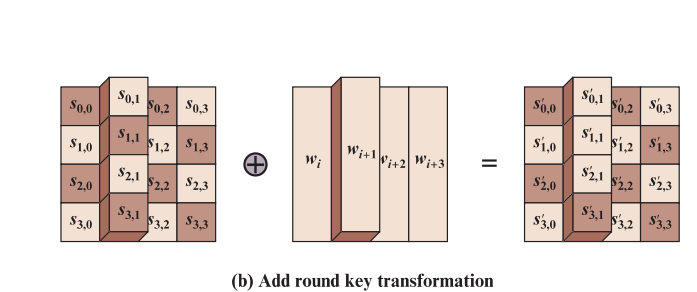 s0,0 s0,1 s0,2 s0,3
s1,0 s1,1 s1,2 s1,3
s2,0 s2,1 s2,2 s2,3
s3,0 s3,1 s3,2 s3,3
⊕
wi wi+1 wi+2 wi+3
=
s′0,0 s′0,1 s′0,2 s′0,3
s′1,0 s′1,1 s′1,2 s′1,3
s′2,0 s′2,1 s′2,2 s′2,3
s′3,0 s′3,1 s′3,2 s′3,3
(b) Add round key transformation